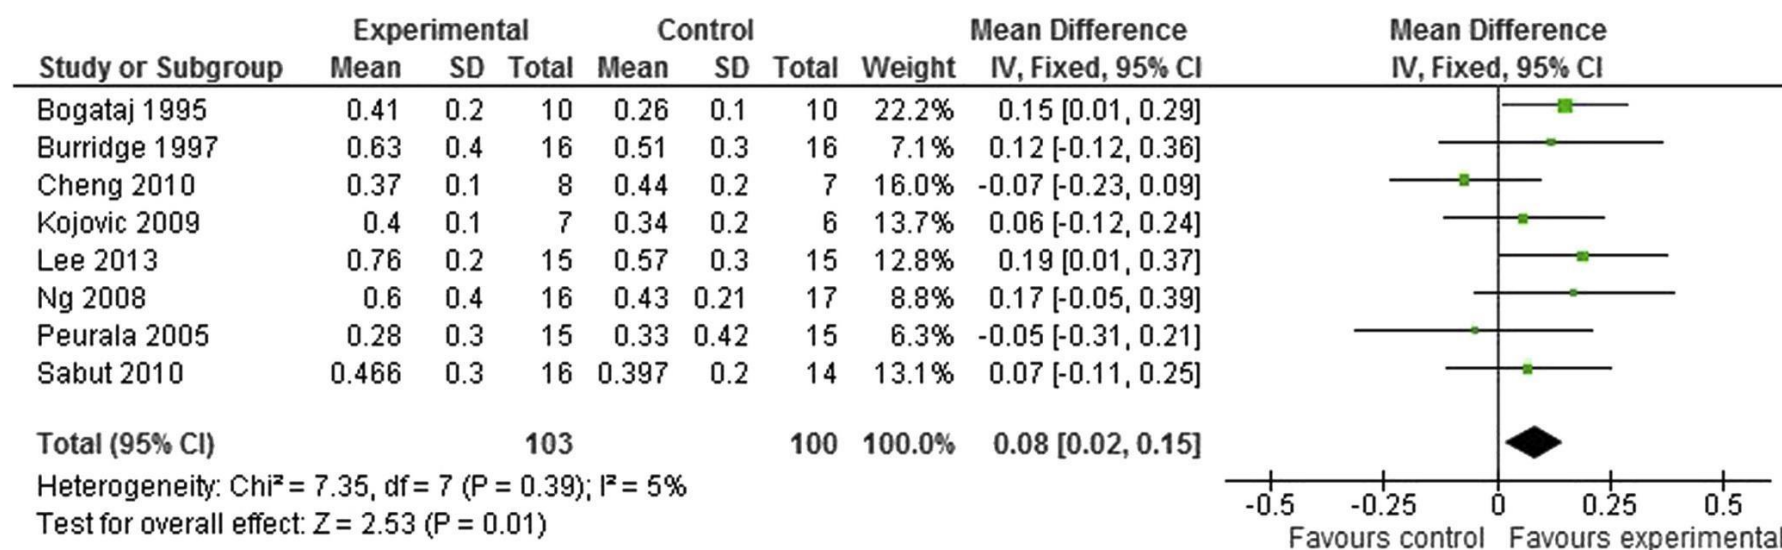 Experimental Control Mean Difference Mean Difference
Study or Subgroup Mean SD Total Mean SD Total Weight IV, Fixed, 95% CI IV, Fixed, 95% CI
Bogataj 1995 0.41 0.2 10 0.26 0.1 10 22.2% 0.15 [0.01, 0.29]
Burridge 1997 0.63 0.4 16 0.51 0.3 16 7.1% 0.12 [-0.12, 0.36]
Cheng 2010 0.37 0.1 8 0.44 0.2 7 16.0% -0.07 [-0.23, 0.09]
Kojovic 2009 0.4 0.1 7 0.34 0.2 6 13.7% 0.06 [-0.12, 0.24]
Lee 2013 0.76 0.2 15 0.57 0.3 15 12.8% 0.19 [0.01, 0.37]
Ng 2008 0.6 0.4 16 0.43 0.21 17 8.8% 0.17 [-0.05, 0.39]
Peurala 2005 0.28 0.3 15 0.33 0.42 15 6.3% -0.05 [-0.31, 0.21]
Sabut 2010 0.466 0.3 16 0.397 0.2 14 13.1% 0.07 [-0.11, 0.25]
Total (95% CI) 103 100 100.0% 0.08 [0.02, 0.15]
Heterogeneity: Chi² = 7.35, df = 7 (P = 0.39); I² = 5%
Test for overall effect: Z = 2.53 (P = 0.01)
-0.5 -0.25 0 0.25 0.5
Favours control Favours experimental